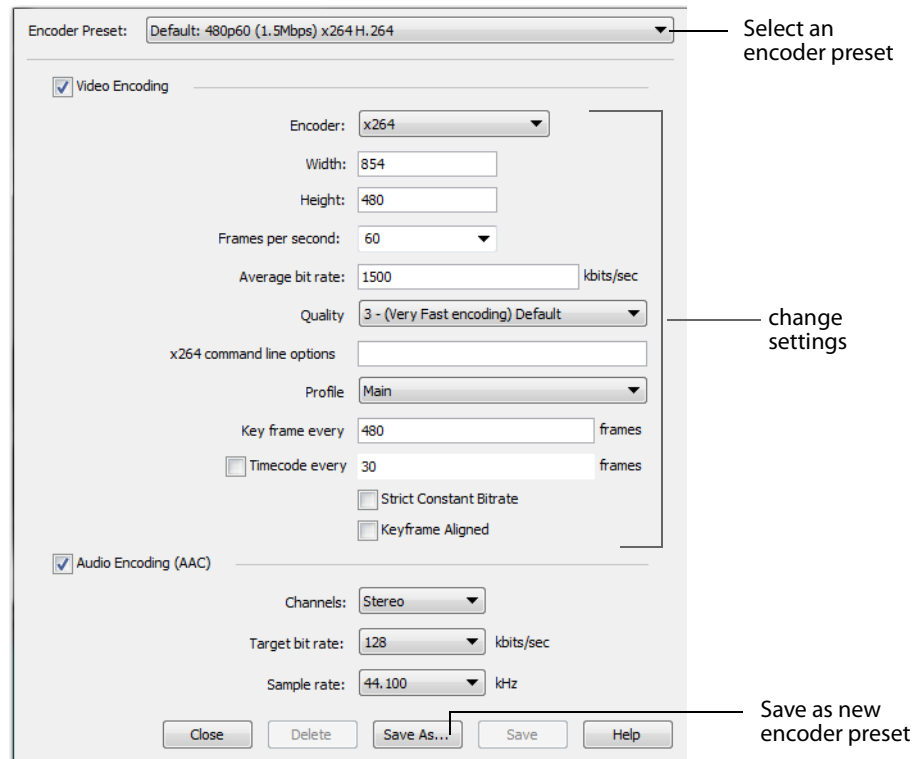 Encoder Preset: Default: 480p60 (1.5Mbps) x264 H.264
Select an
encoder preset
Video Encoding
Encoder: x264
Width: 854
Height: 480
Frames per second: 60
Average bit rate: 1500 kbits/sec
Quality 3 - (Very Fast encoding) Default
change
settings
x264 command line options
Profile Main
Key frame every 480 frames
Timecode every 30 frames
Strict Constant Bitrate
Keyframe Aligned
Audio Encoding (AAC)
Channels: Stereo
Target bit rate: 128 kbits/sec
Sample rate: 44.100 kHz
Save as new
encoder preset
Close Delete Save As... Save Help